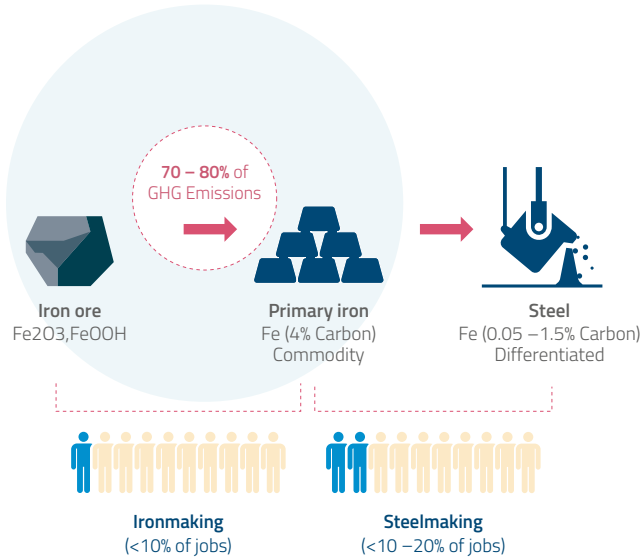 70 – 80% of
GHG Emissions
Iron ore
Fe2O3,FeOOH
Primary iron
Fe (4% Carbon)
Commodity
Steel
Fe (0.05 –1.5% Carbon)
Differentiated
Ironmaking
(<10% of jobs)
Steelmaking
(<10 –20% of jobs)